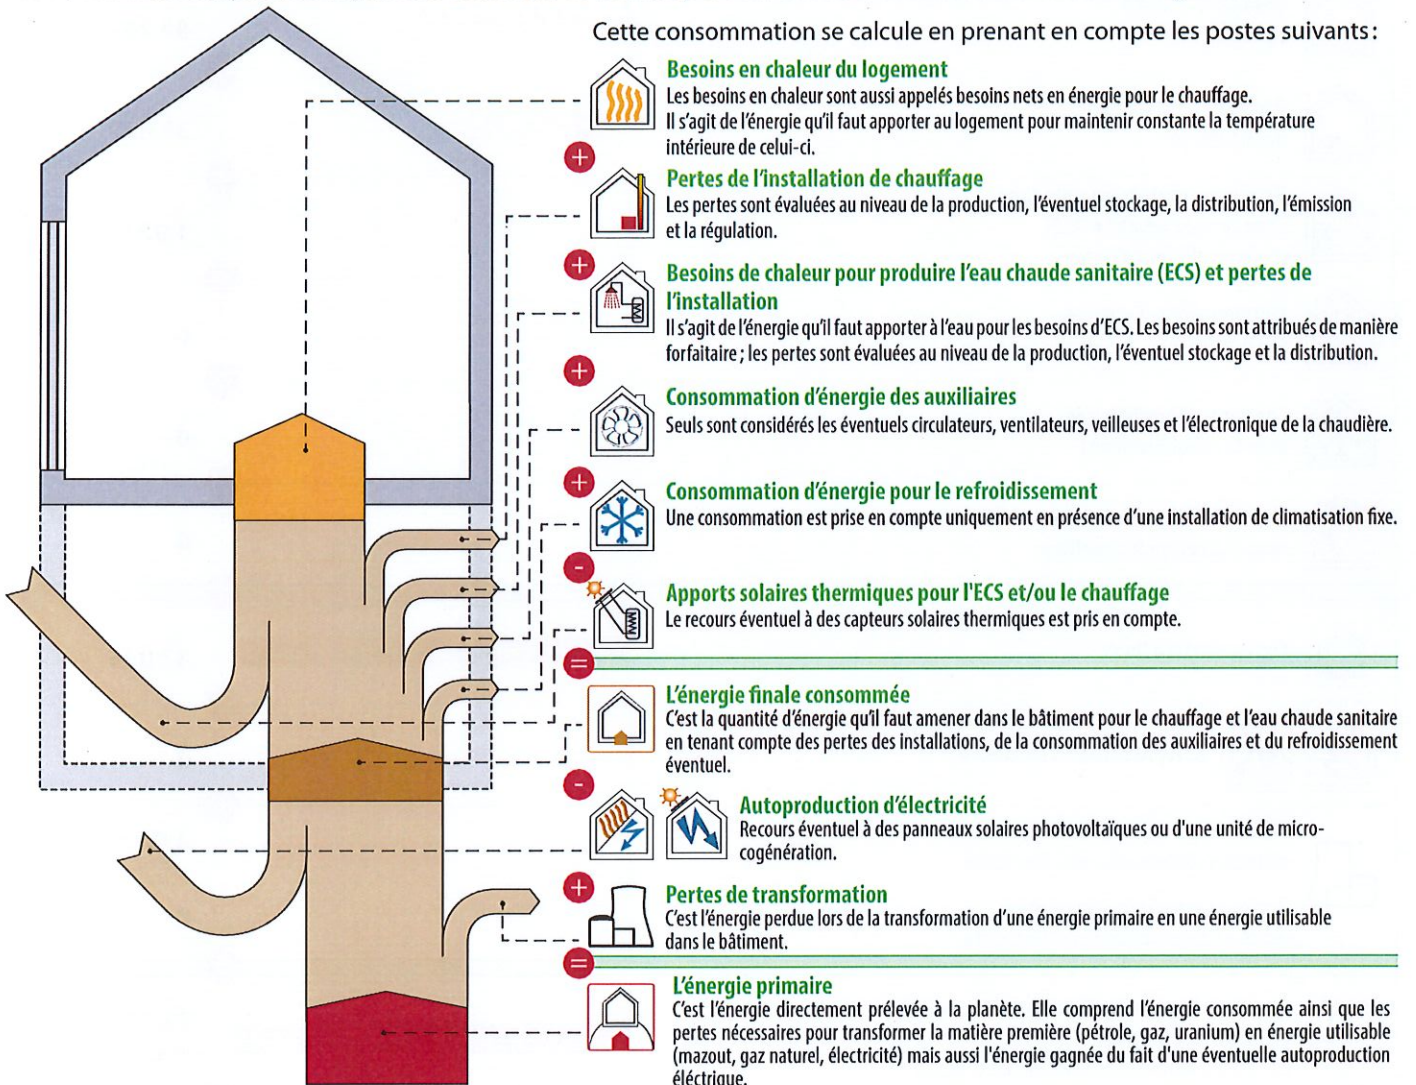 Cette consommation se calcule en prenant en compte les postes suivants :
Besoins en chaleur du logement
Les besoins en chaleur sont aussi appelés besoins nets en énergie pour le chauffage.
Il s'agit de l'énergie qu'il faut apporter au logement pour maintenir constante la température
intérieure de celui-ci.
+
Pertes de l'installation de chauffage
Les pertes sont évaluées au niveau de la production, l'éventuel stockage, la distribution, l'émission
et la régulation.
+
Besoins de chaleur pour produire l'eau chaude sanitaire (ECS) et pertes de
l'installation
Il s'agit de l'énergie qu'il faut apporter à l'eau pour les besoins d'ECS. Les besoins sont attribués de manière
forfaitaire ; les pertes sont évaluées au niveau de la production, l'éventuel stockage et la distribution.
+
Consommation d'énergie des auxiliaires
Seuls sont considérés les éventuels circulateurs, ventilateurs, veilleuses et l'électronique de la chaudière.
+
Consommation d'énergie pour le refroidissement
Une consommation est prise en compte uniquement en présence d'une installation de climatisation fixe.
-
Apports solaires thermiques pour l'ECS et/ou le chauffage
Le recours éventuel à des capteurs solaires thermiques est pris en compte.
=
L'énergie finale consommée
C'est la quantité d'énergie qu'il faut amener dans le bâtiment pour le chauffage et l'eau chaude sanitaire
en tenant compte des pertes des installations, de la consommation des auxiliaires et du refroidissement
éventuel.
-
Autoproduction d'électricité
Recours éventuel à des panneaux solaires photovoltaïques ou d'une unité de micro-
cogénération.
+
Pertes de transformation
C'est l'énergie perdue lors de la transformation d'une énergie primaire en une énergie utilisable
dans le bâtiment.
=
L'énergie primaire
C'est l'énergie directement prélevée à la planète. Elle comprend l'énergie consommée ainsi que les
pertes nécessaires pour transformer la matière première (pétrole, gaz, uranium) en énergie utilisable
(mazout, gaz naturel, électricité) mais aussi l'énergie gagnée du fait d'une éventuelle autoproduction
éléctrique.